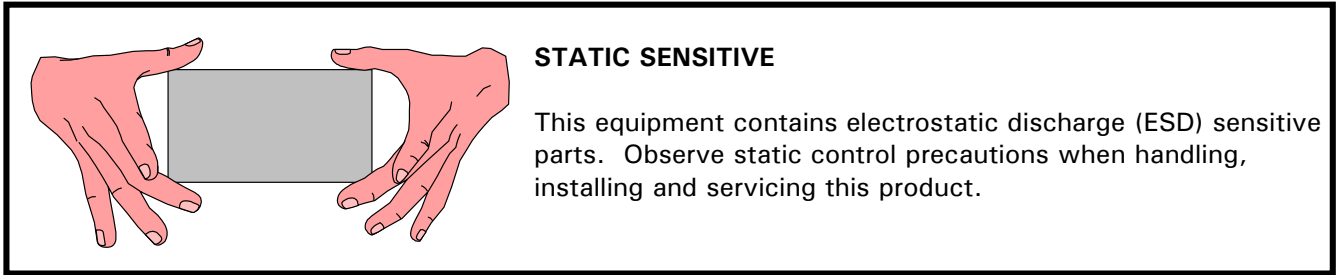 STATIC SENSITIVE
This equipment contains electrostatic discharge (ESD) sensitive
parts. Observe static control precautions when handling,
installing and servicing this product.